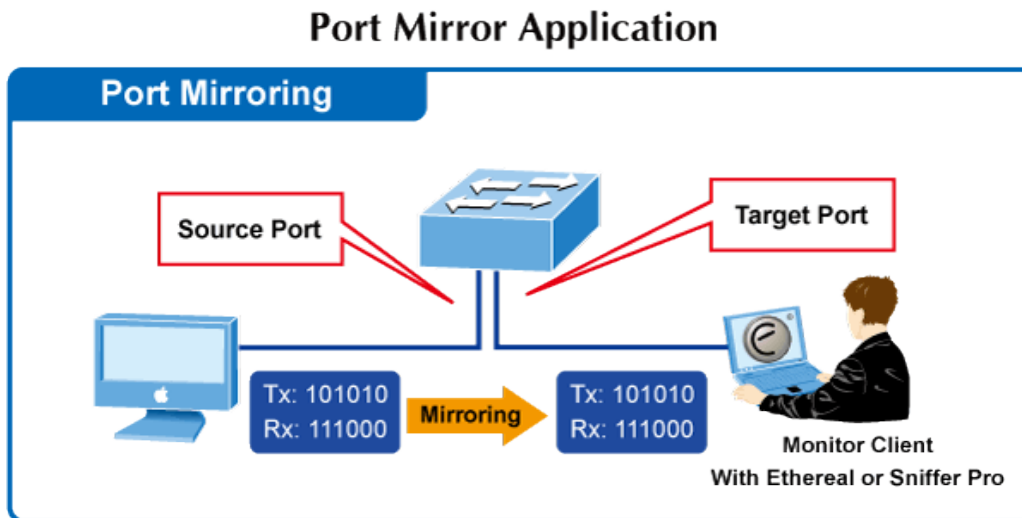 Port Mirror Application
Port Mirroring
Source Port
Target Port
Tx: 101010
Rx: 111000
Mirroring
Tx: 101010
Rx: 111000
e
Monitor Client
With Ethereal or Sniffer Pro